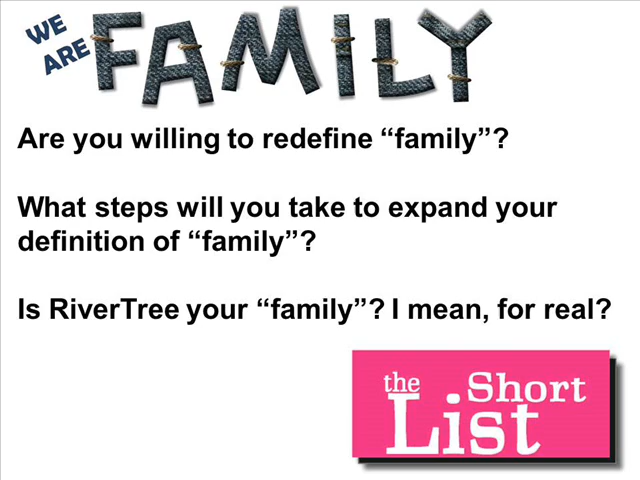 WE
ARE
FAMILY
Are you willing to redefine “family”?
What steps will you take to expand your
definition of “family”?
Is RiverTree your “family”? I mean, for real?
the Short
List